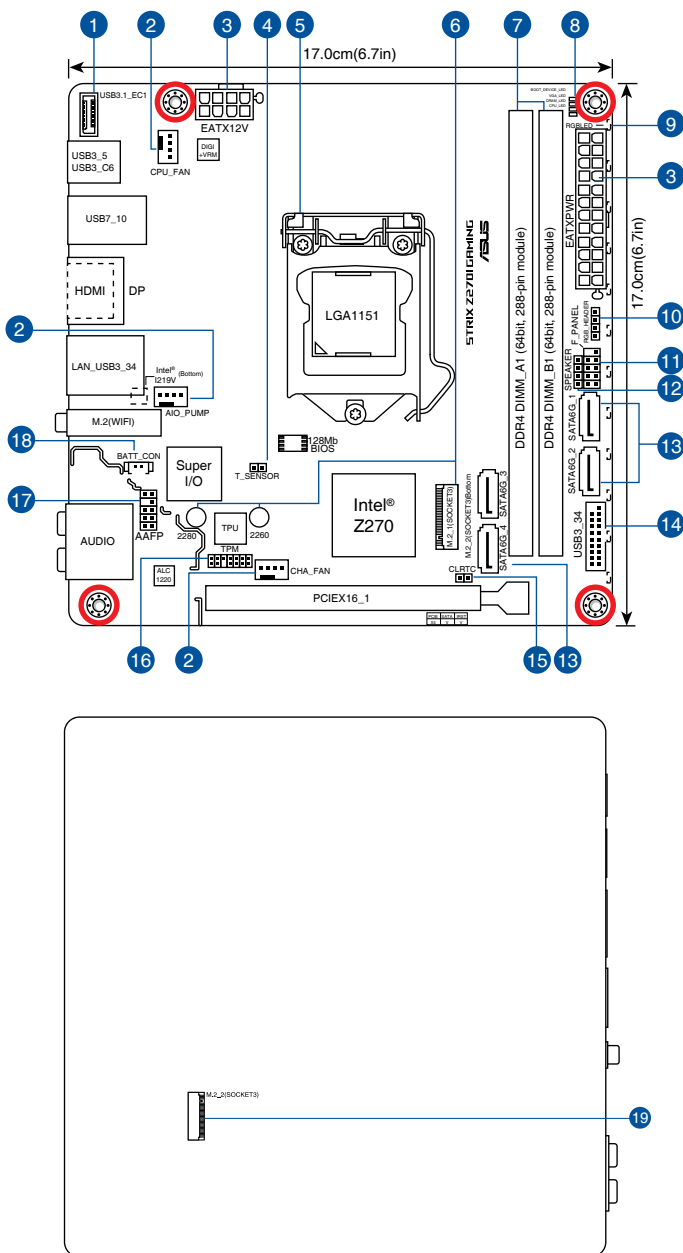 1
2
3
4
5
6
7
8
17.0cm(6.7in)
USB3.1_EC1
BOOT_DEVICE_LED
VGA_LED
DRAM_LED
CPU_LED
RGBLED
9
EATX12V
DIGI
+VRM
CPU_FAN
USB3_5
USB3_C6
3
EATXPWR
USB7_10
STRIX Z270I GAMING
ASUS
DDR4 DIMM_A1 (64bit, 288-pin module)
DDR4 DIMM_B1 (64bit, 288-pin module)
17.0cm(6.7in)
HDMI
DP
LGA1151
2
RGB_HEADER
10
F_PANEL
11
SPEAKER
12
LAN_USB3_34
Intel®
I219V
(Bottom)
AIO_PUMP
M.2(WIFI)
SATA6G_1
13
SATA6G_2
18
BATT_CON
128Mb
BIOS
Super
I/O
T_SENSOR
17
AAFP
2280
TPU
2260
Intel®
Z270
M.2_1(SOCKET3)
M.2_2(SOCKET3)Bottom
SATA6G_3
SATA6G_4
USB3_34
14
AUDIO
TPM
ALC
1220
CHA_FAN
CLRTC
PCIEX16_1
PCIE SATA IRST
X4 V V
16
2
15
13
M.2_2(SOCKET3)
19